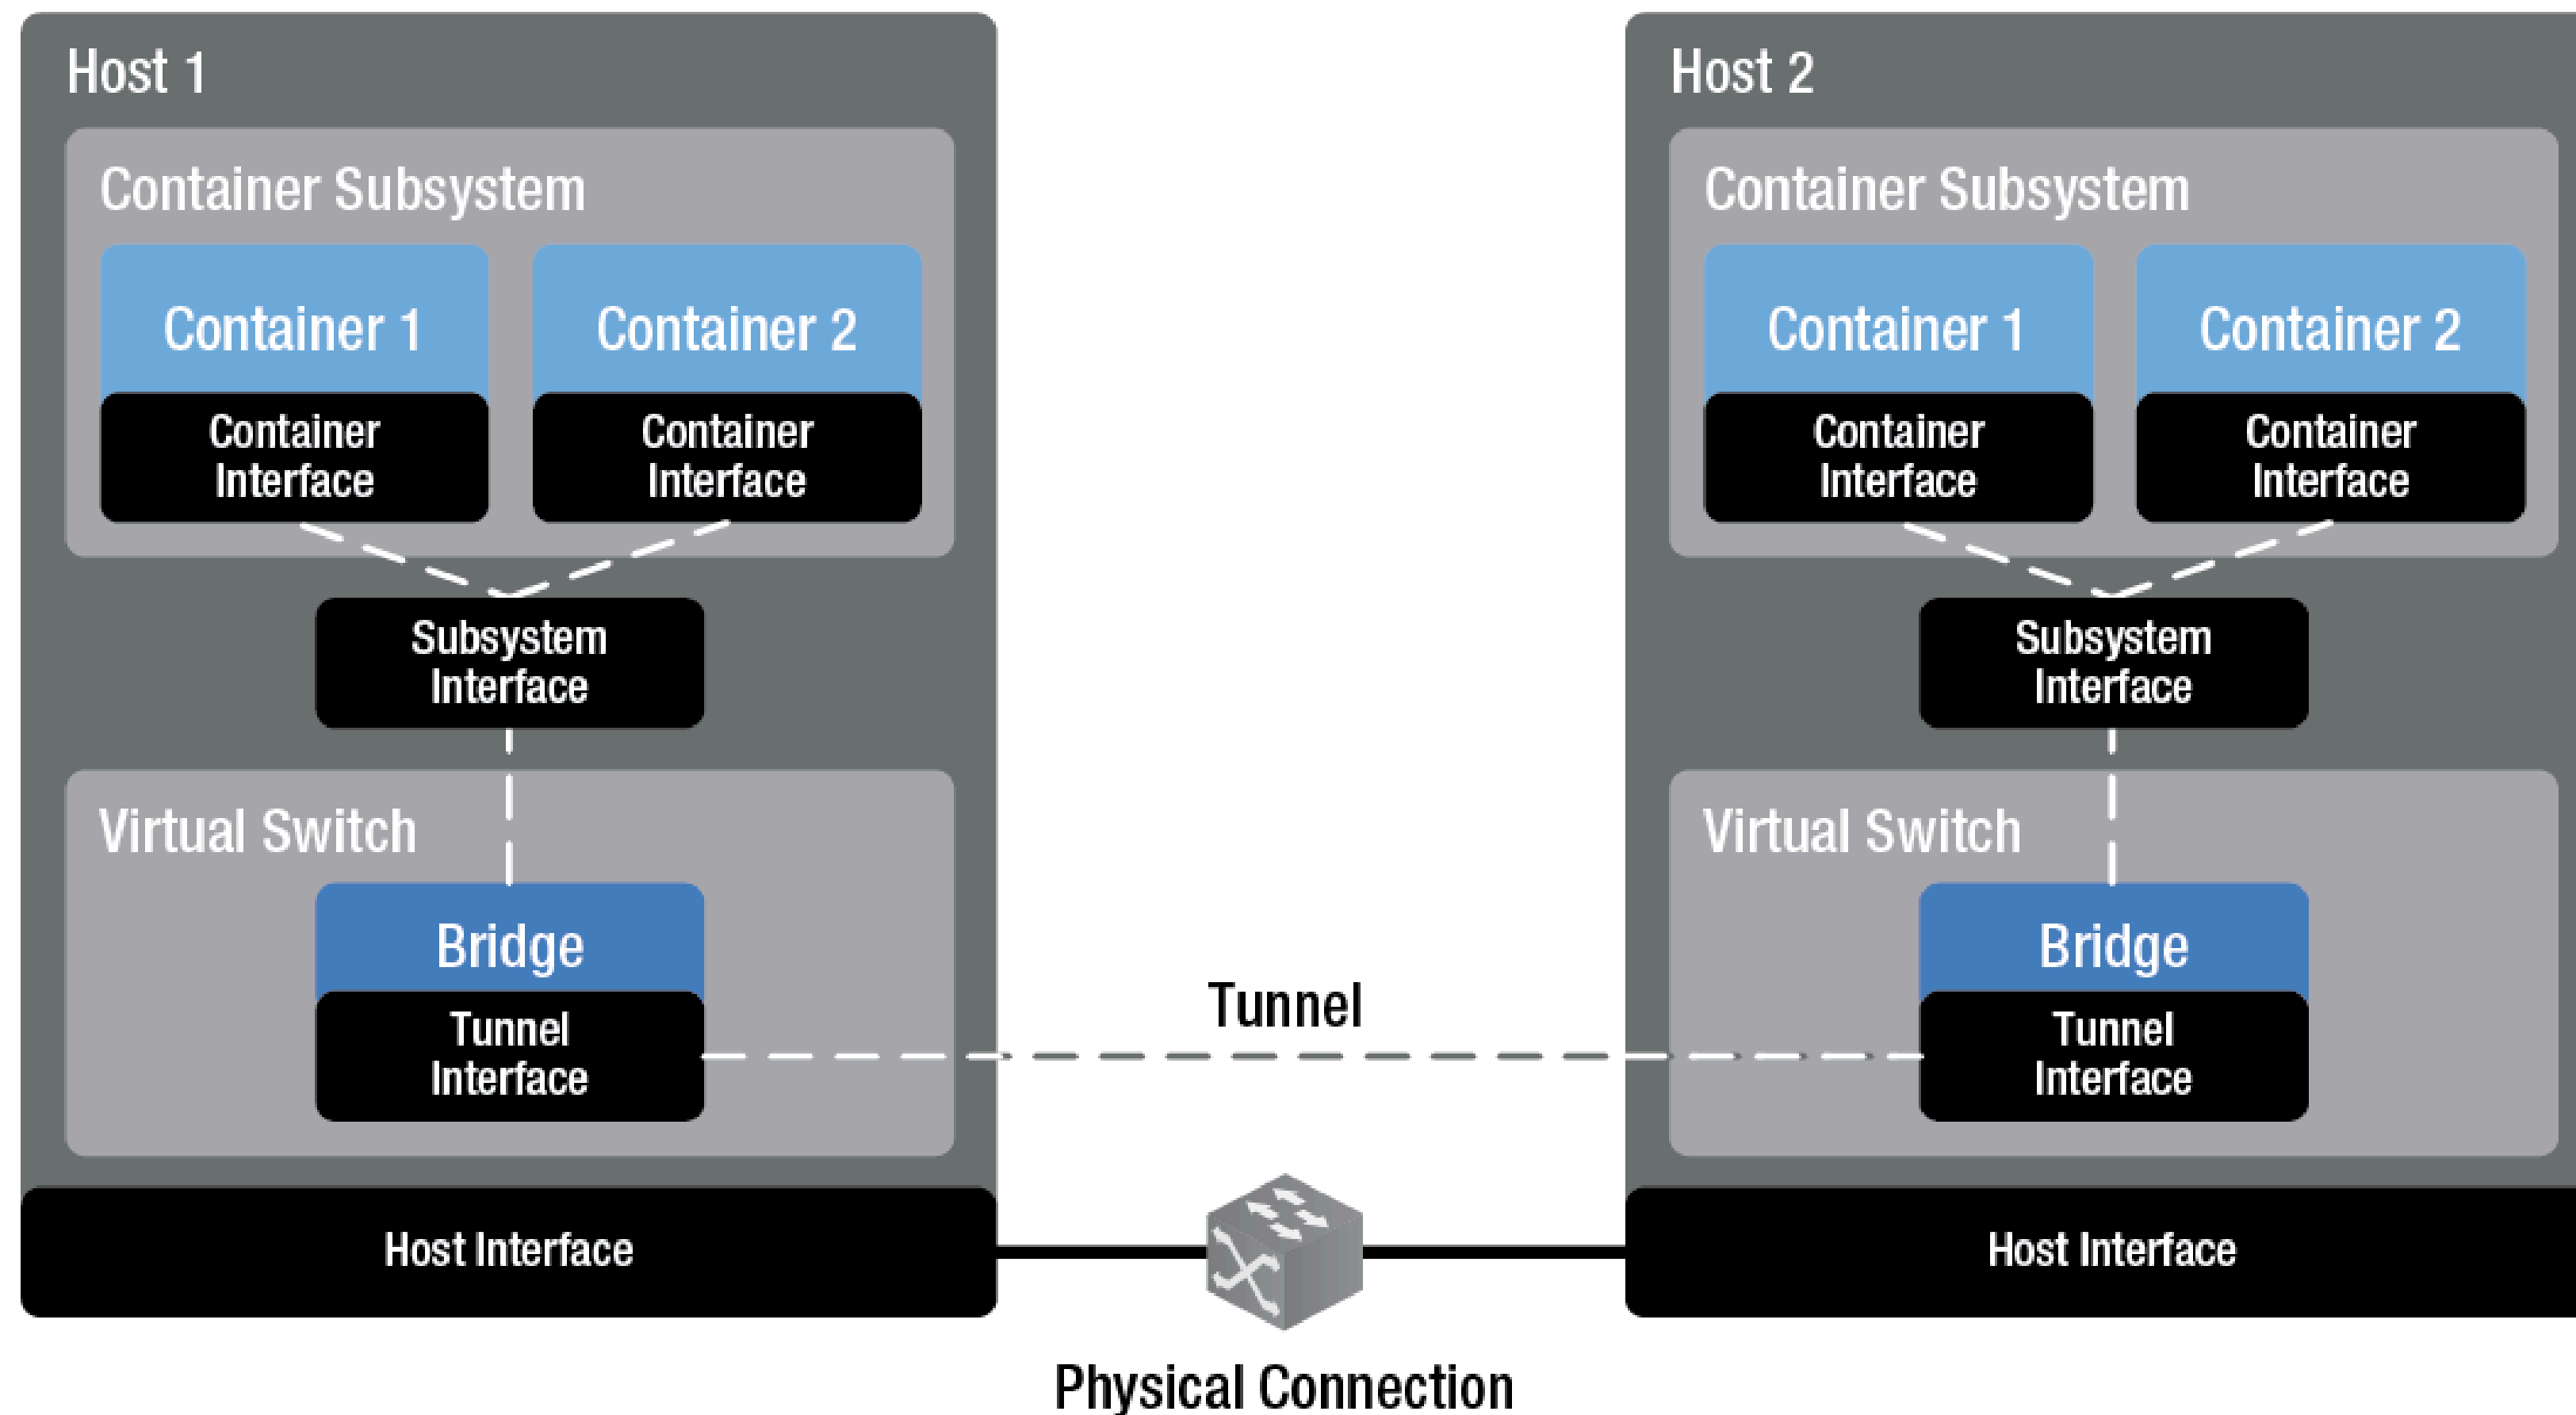 Host 1
Container Subsystem
Container 1
Container 2
Container
Interface
Container
Interface
Subsystem
Interface
Virtual Switch
Bridge
Tunnel
Interface
Host Interface
Tunnel
Physical Connection
Host 2
Container Subsystem
Container 1
Container 2
Container
Interface
Container
Interface
Subsystem
Interface
Virtual Switch
Bridge
Tunnel
Interface
Host Interface